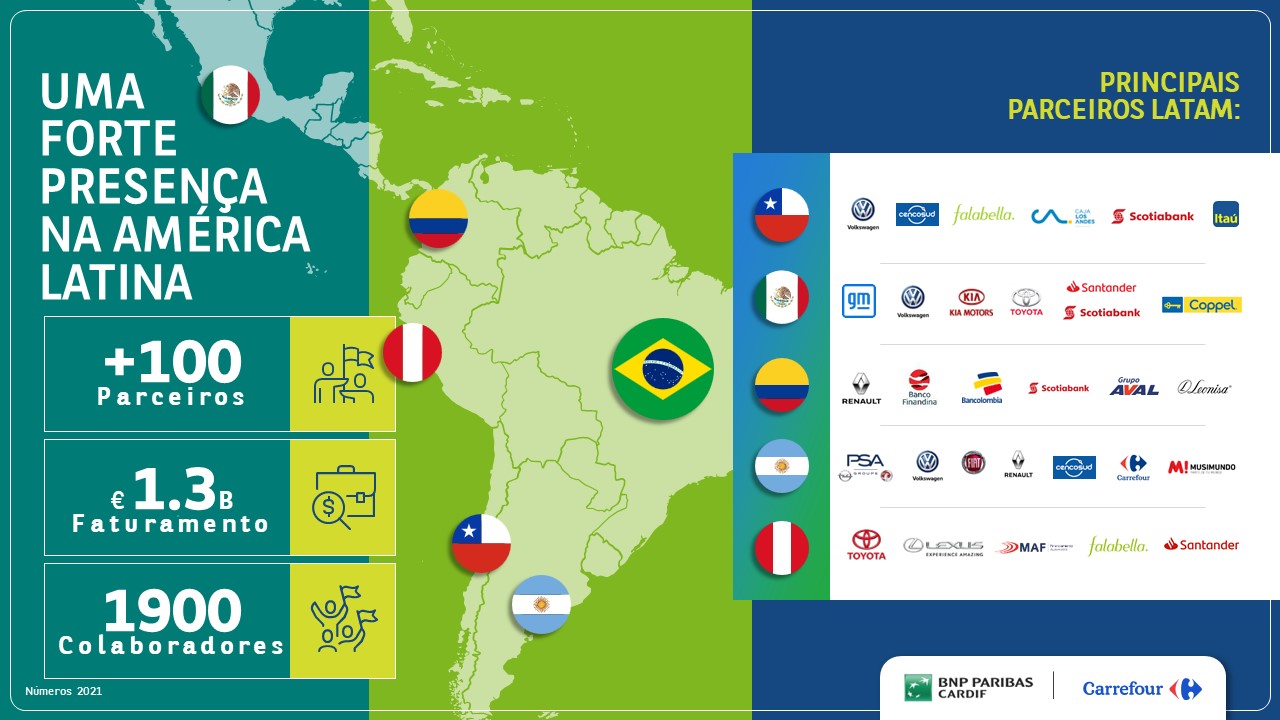 UMA
FORTE
PRESENÇA
NA AMÉRICA
LATINA
+100
Parceiros
€ 1.3B
Faturamento
1900
Colaboradores
Números 2021
PRINCIPAIS
PARCEIROS LATAM:
Volkswagen
cencosud
falabella.
CAJA
LOS
ANDES
Scotiabank
Itaú
gm
Volkswagen
KIA
KIA MOTORS
TOYOTA
Santander
Scotiabank
Coppel
RENAULT
Banco
Finandina
Bancolombia
Scotiabank
Grupo
AVAL
Leonisa
PSA
GROUPE
Volkswagen
FIAT
RENAULT
cencosud
Carrefour
M! MUSIMUNDO
TOYOTA
LEXUS
EXPERIENCE AMAZING
MAF
falabella.
Santander
BNP PARIBAS
CARDIF
Carrefour